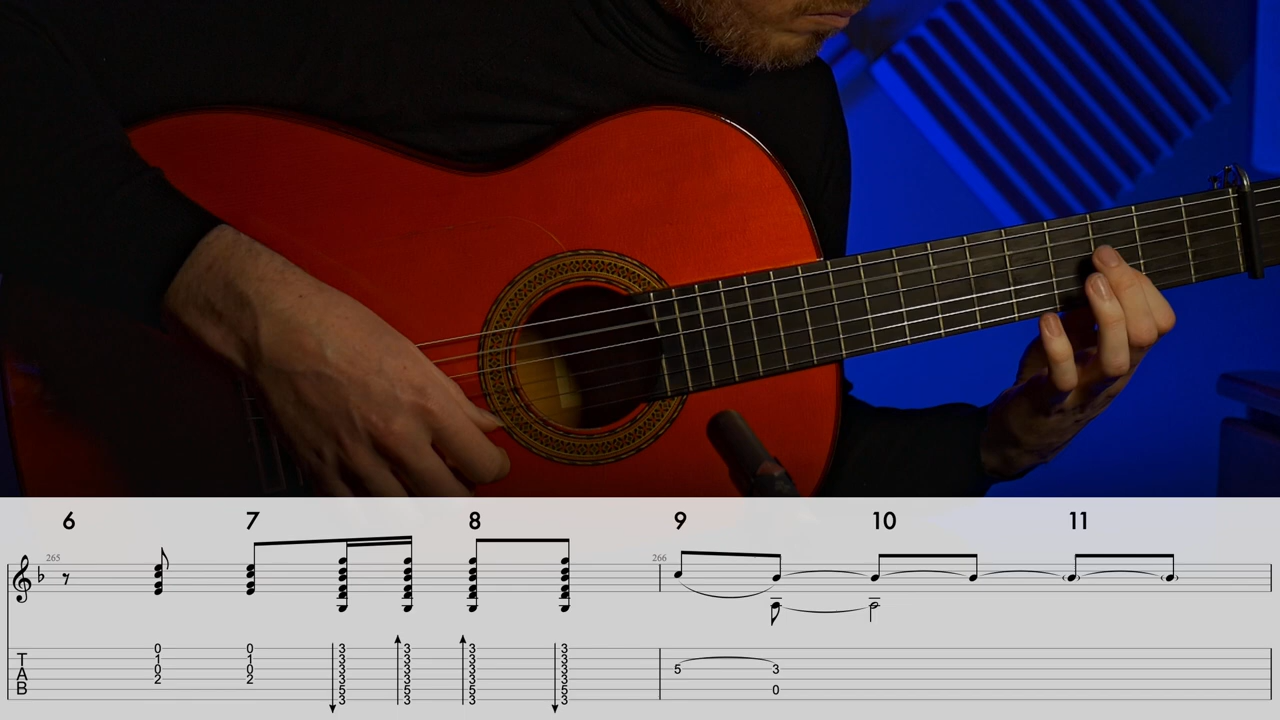 6 7 8 9 10 11
265 266
0 0 3 3 3 3
1 1 3 3 3 3
T 0 0 3 3 3 3 5 3
A 2 2 3 3 3 3
B 5 5 5 5 0
3 3 3 3